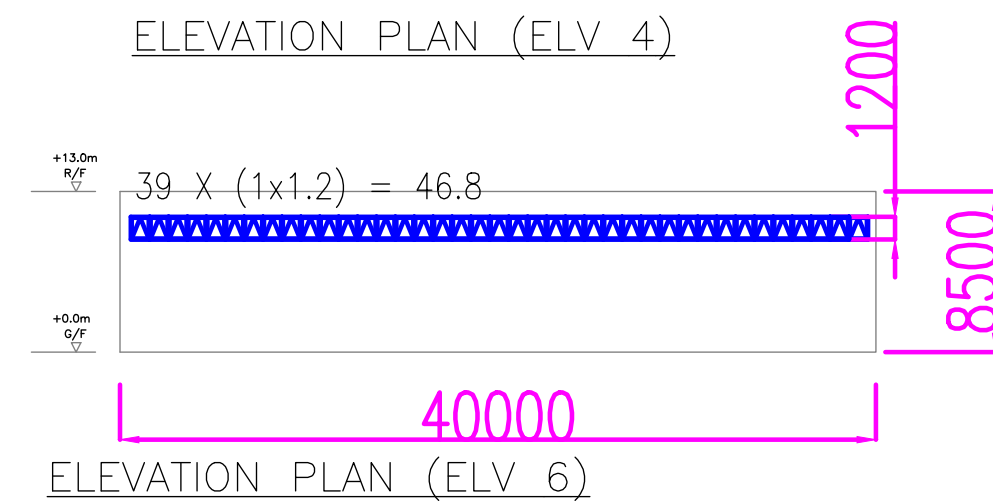 ELEVATION PLAN (ELV 4)
1200
+13.0m
R/F
39 X (1x1.2) = 46.8
8500
+0.0m
G/F
40000
ELEVATION PLAN (ELV 6)